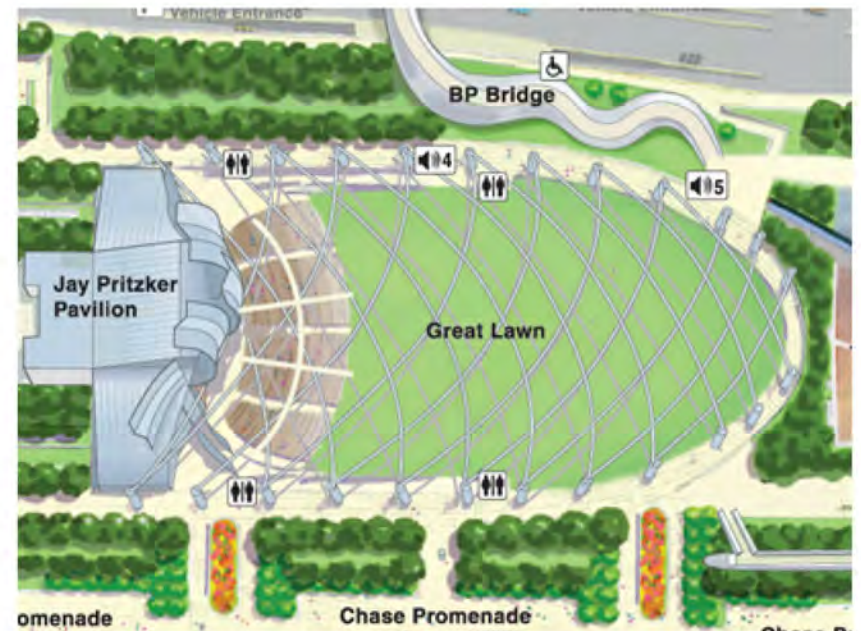 Vehicle Entrance
BP Bridge
4
5
Jay Pritzker
Pavilion
Great Lawn
omenade
Chase Promenade